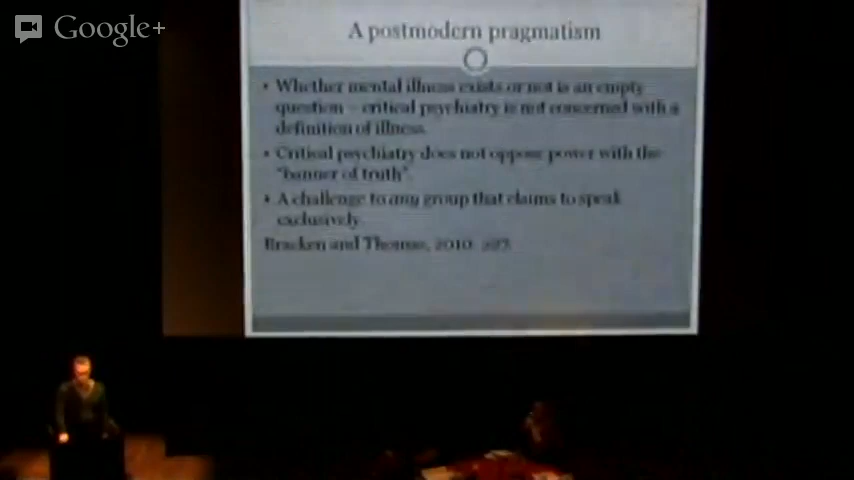 Google+
A postmodern pragmatism
• Whether mental illness exists or not is an empty
question – critical psychiatry is not concerned with a
definition of illness.
• Critical psychiatry does not oppose power with the
"banner of truth".
• A challenge to any group that claims to speak
exclusively.
Bracken and Thomas, 2010: